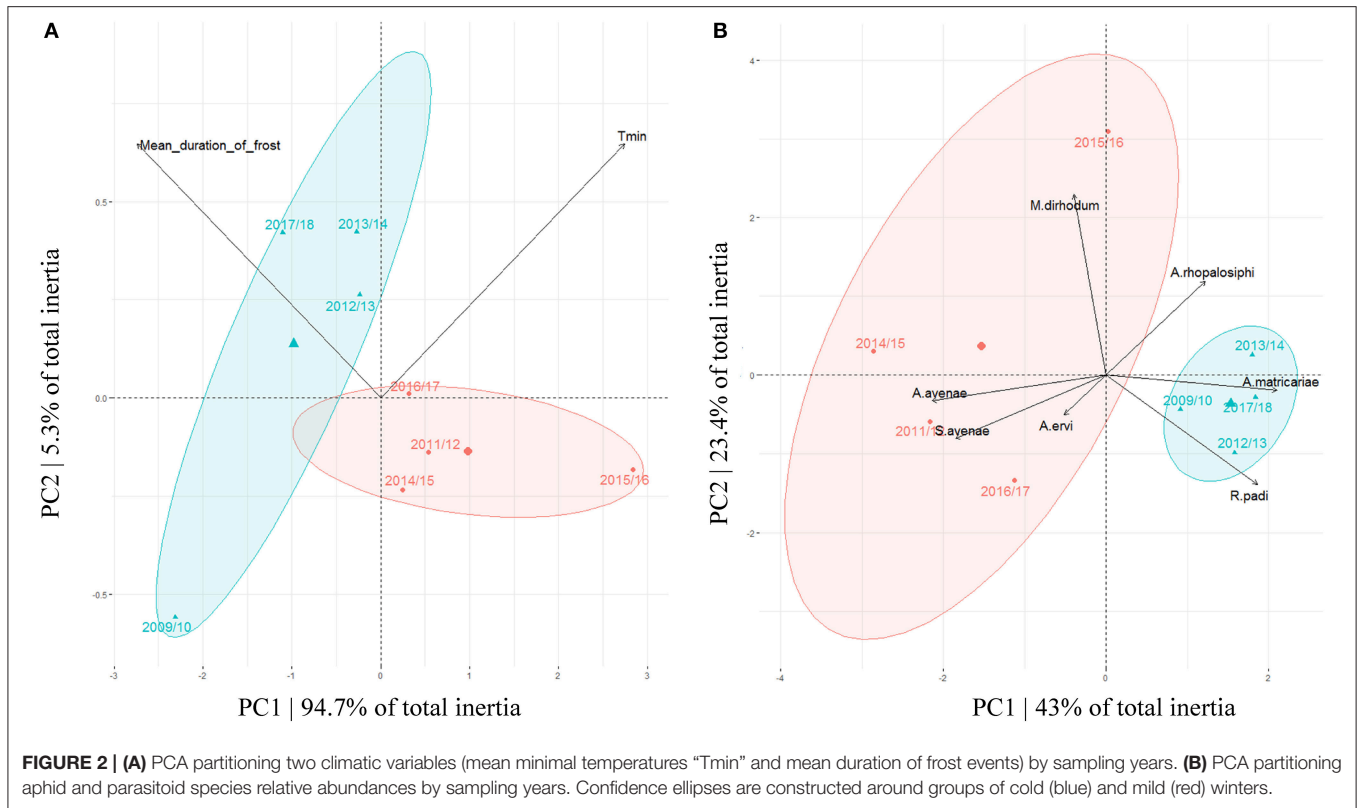 A
Mean_duration_of_frost
Tmin
0.5
2017/18
2013/14
2012/13
0.0
2016/17
2011/12
2014/15
2015/16
-0.5
2009/10
-3
-2
-1
0
1
2
3
PC1 | 94.7% of total inertia
PC2 | 5.3% of total inertia
B
4
2015/16
2
M.dirhodum
A.rhopalosiphi
2014/15
2013/14
0
A.avenae
A.matricariae
2009/10
2017/18
A.ervi
2011/1
S.avenae
2012/13
2016/17
R.padi
-2
-4
-2
0
2
PC1 | 43% of total inertia
PC2 | 23.4% of total inertia
FIGURE 2 | (A) PCA partitioning two climatic variables (mean minimal temperatures “Tmin” and mean duration of frost events) by sampling years. (B) PCA partitioning
aphid and parasitoid species relative abundances by sampling years. Confidence ellipses are constructed around groups of cold (blue) and mild (red) winters.